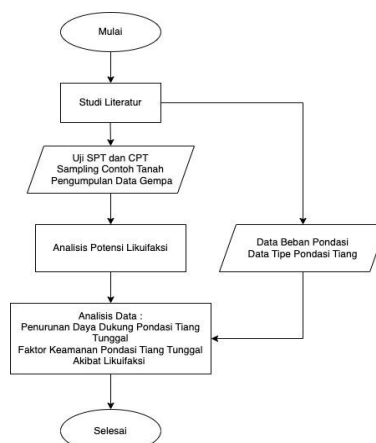 Mulai
Studi Literatur
Uji SPT dan CPT
Sampling Contoh Tanah
Pengumpulan Data Gempa
Analisis Potensi Likuifaksi
Data Beban Pondasi
Data Tipe Pondasi Tiang
Analisis Data :
Penurunan Daya Dukung Pondasi Tiang
Tunggal
Faktor Keamanan Pondasi Tiang Tunggal
Akibat Likuifaksi
Selesai